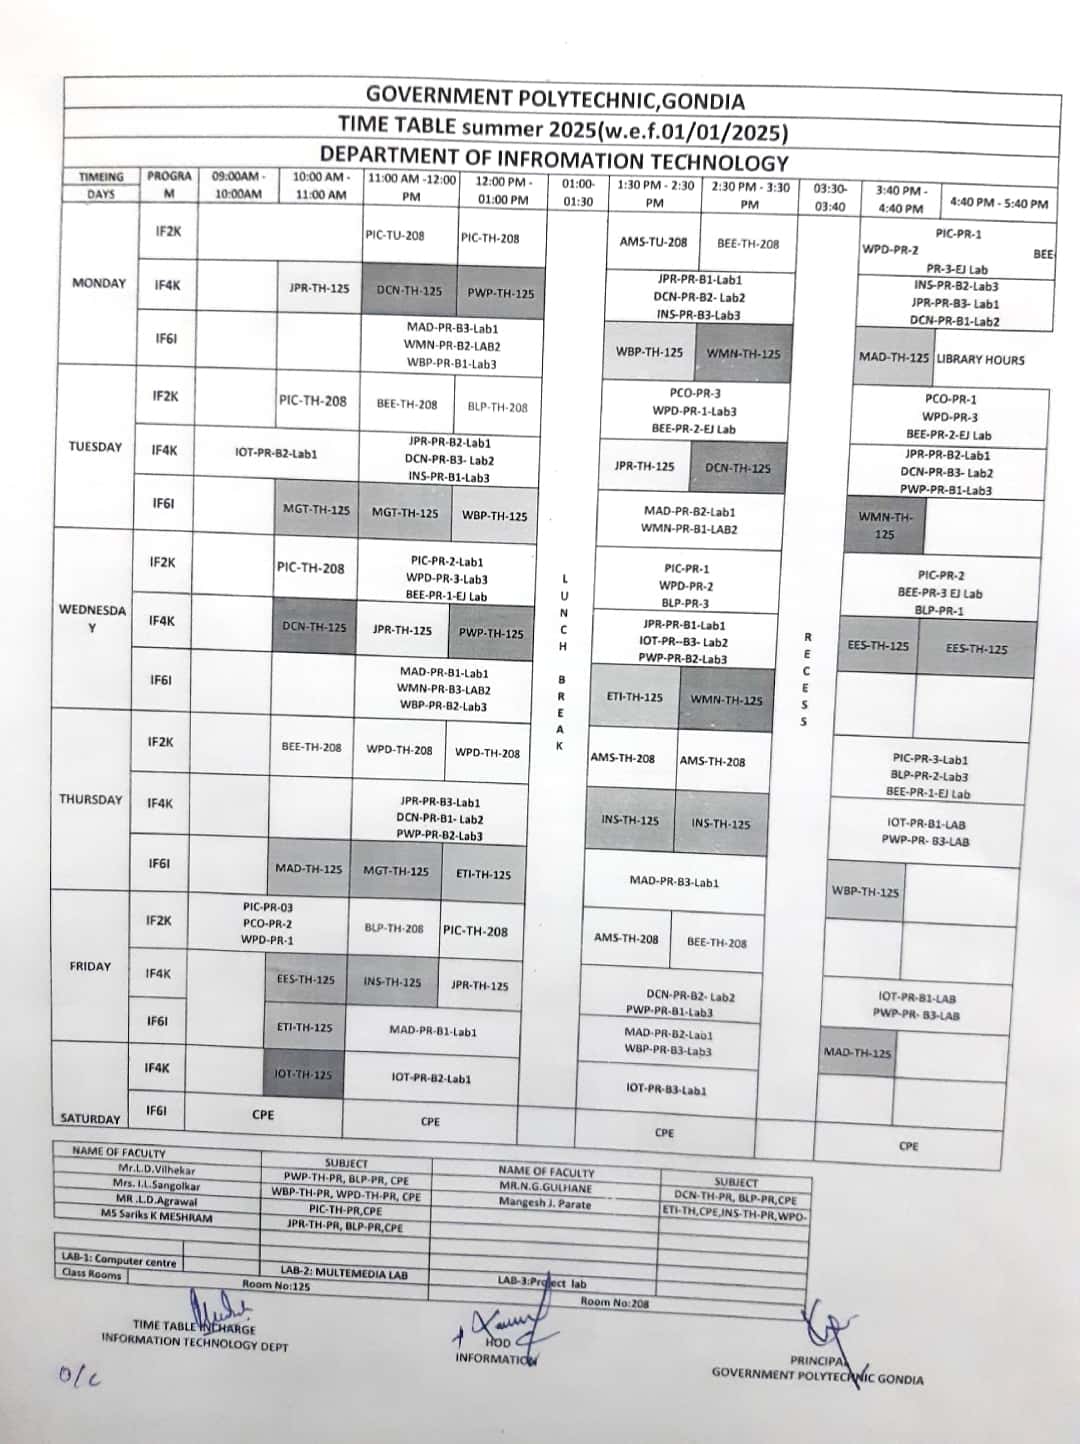 GOVERNMENT POLYTECHNIC,GONDIA
TIME TABLE summer 2025(w.e.f.01/01/2025)
DEPARTMENT OF INFROMATION TECHNOLOGY
TIMEING DAYS PROGRA M 09:00AM - 10:00AM 10:00 AM - 11:00 AM 11:00 AM -12:00 PM 12:00 PM - 01:00 PM 01:00- 01:30 1:30 PM - 2:30 PM 2:30 PM - 3:30 PM 03:30- 03:40 3:40 PM - 4:40 PM 4:40 PM - 5:40 PM
LUNCH BREAK
RECESS
MONDAY
IF2K PIC-TU-208 PIC-TH-208 AMS-TU-208 BEE-TH-208 PIC-PR-1
WPD-PR-2 BEE
PR-3-EJ Lab
IF4K JPR-TH-125 DCN-TH-125 PWP-TH-125
JPR-PR-B1-Lab1
DCN-PR-B2- Lab2
INS-PR-B3-Lab3
INS-PR-B2-Lab3
JPR-PR-B3- Lab1
DCN-PR-B1-Lab2
IF6I
MAD-PR-B3-Lab1
WMN-PR-B2-LAB2
WBP-PR-B1-Lab3
WBP-TH-125 WMN-TH-125 MAD-TH-125 LIBRARY HOURS
TUESDAY
IF2K PIC-TH-208 BEE-TH-208 BLP-TH-208
PCO-PR-3
WPD-PR-1-Lab3
BEE-PR-2-EJ Lab
PCO-PR-1
WPD-PR-3
BEE-PR-2-EJ Lab
IF4K IOT-PR-B2-Lab1
JPR-PR-B2-Lab1
DCN-PR-B3- Lab2
INS-PR-B1-Lab3
JPR-TH-125 DCN-TH-125
JPR-PR-B2-Lab1
DCN-PR-B3- Lab2
PWP-PR-B1-Lab3
IF6I MGT-TH-125 MGT-TH-125 WBP-TH-125
MAD-PR-B2-Lab1
WMN-PR-B1-LAB2
WMN-TH-
125
WEDNESDA
Y
IF2K PIC-TH-208
PIC-PR-2-Lab1
WPD-PR-3-Lab3
BEE-PR-1-EJ Lab
PIC-PR-1
WPD-PR-2
BLP-PR-3
PIC-PR-2
BEE-PR-3 EJ Lab
BLP-PR-1
IF4K DCN-TH-125 JPR-TH-125 PWP-TH-125
JPR-PR-B1-Lab1
IOT-PR--B3- Lab2
PWP-PR-B2-Lab3
EES-TH-125 EES-TH-125
IF6I
MAD-PR-B1-Lab1
WMN-PR-B3-LAB2
WBP-PR-B2-Lab3
ETI-TH-125 WMN-TH-125
THURSDAY
IF2K BEE-TH-208 WPD-TH-208 WPD-TH-208 AMS-TH-208 AMS-TH-208
PIC-PR-3-Lab1
BLP-PR-2-Lab3
BEE-PR-1-EJ Lab
IF4K
JPR-PR-B3-Lab1
DCN-PR-B1- Lab2
PWP-PR-B2-Lab3
INS-TH-125 INS-TH-125
IOT-PR-B1-LAB
PWP-PR- B3-LAB
IF6I MAD-TH-125 MGT-TH-125 ETI-TH-125 MAD-PR-B3-Lab1 WBP-TH-125
FRIDAY
IF2K
PIC-PR-03
PCO-PR-2
WPD-PR-1
BLP-TH-208 PIC-TH-208 AMS-TH-208 BEE-TH-208
IF4K EES-TH-125 INS-TH-125 JPR-TH-125
DCN-PR-B2- Lab2
PWP-PR-B1-Lab3
IOT-PR-B1-LAB
PWP-PR- B3-LAB
IF6I ETI-TH-125 MAD-PR-B1-Lab1
MAD-PR-B2-Lab1
WBP-PR-B3-Lab3
MAD-TH-125
SATURDAY
IF4K IOT-TH-125 IOT-PR-B2-Lab1 IOT-PR-B3-Lab1
IF6I CPE CPE CPE CPE
NAME OF FACULTY SUBJECT NAME OF FACULTY SUBJECT
Mr.L.D.Vilhekar PWP-TH-PR, BLP-PR, CPE MR.N.G.GULHANE DCN-TH-PR, BLP-PR,CPE
Mrs. I.L.Sangolkar WBP-TH-PR, WPD-TH-PR, CPE Mangesh J. Parate ETI-TH,CPE,INS-TH-PR,WPD-
MR .L.D.Agrawal PIC-TH-PR,CPE
MS Sariks K MESHRAM JPR-TH-PR, BLP-PR,CPE
LAB-1: Computer centre LAB-2: MULTEMEDIA LAB LAB-3:Project lab
Class Rooms Room No:125 Room No:208
TIME TABLE INCHARGE
INFORMATION TECHNOLOGY DEPT
HOD
INFORMATION
PRINCIPAL
GOVERNMENT POLYTECHNIC GONDIA
O/C